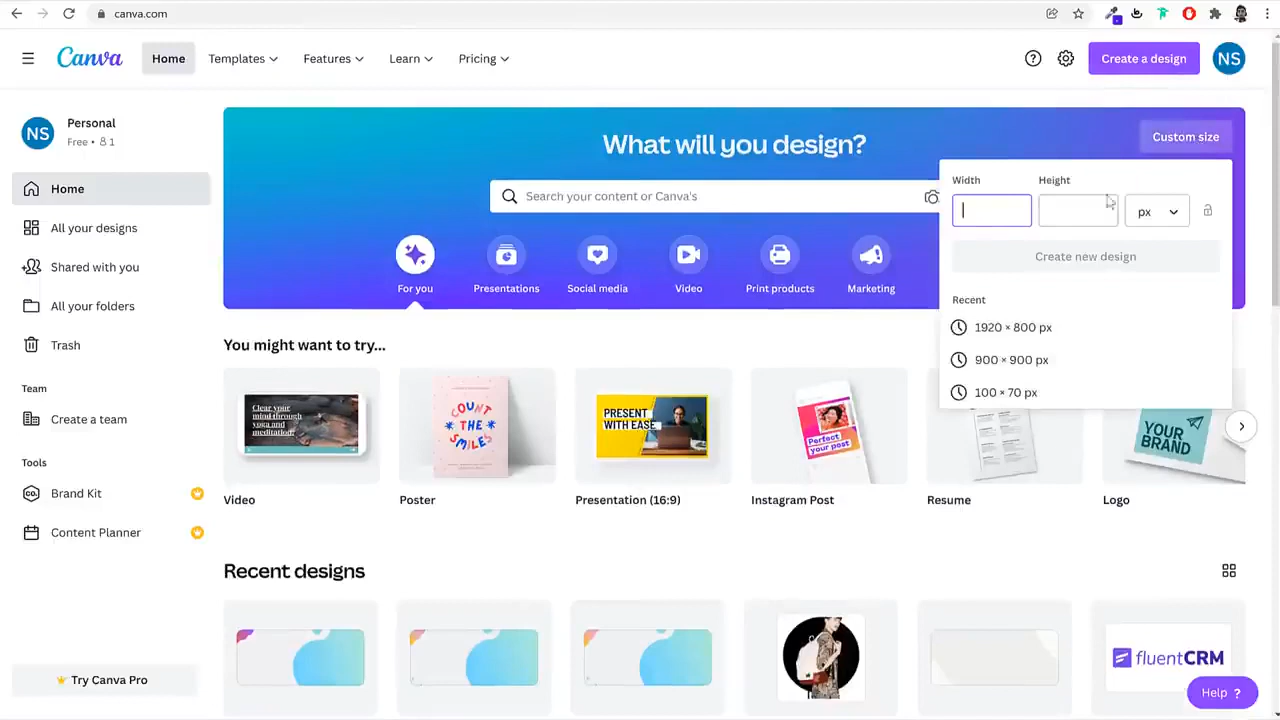 canva.com
Canva
Home
Templates
Features
Learn
Pricing
Create a design
NS
NS
Personal
Free • 1
Home
All your designs
Shared with you
All your folders
Trash
Team
Create a team
Tools
Brand Kit
Content Planner
Try Canva Pro
What will you design?
Custom size
Search your content or Canva's
For you
Presentations
Social media
Video
Print products
Marketing
Width
Height
px
Create new design
Recent
1920 × 800 px
900 × 900 px
100 × 70 px
You might want to try...
Clear your
mind through
yoga and
meditation.
COUNT
THE
SMILES
PRESENT
WITH EASE
Perfect
your post
YOUR
BRAND
Video
Poster
Presentation (16:9)
Instagram Post
Resume
Logo
Recent designs
fluentCRM
Help ?